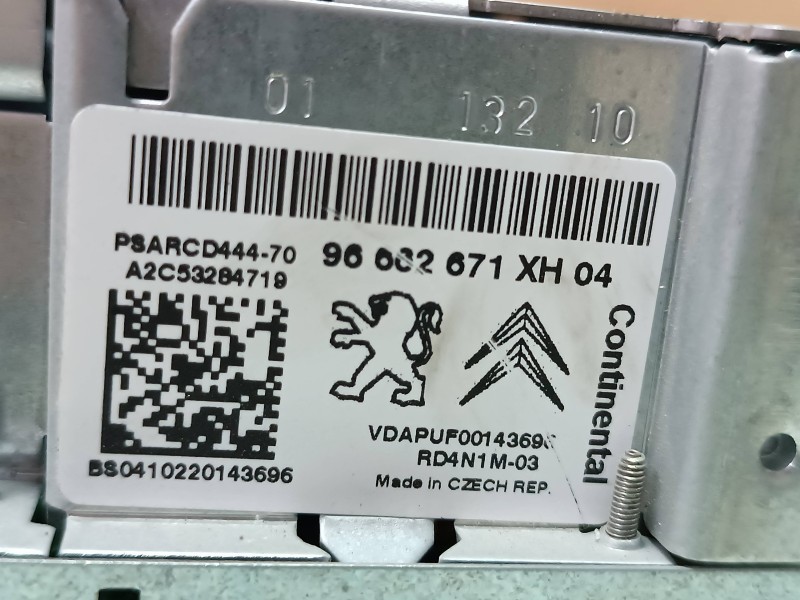 01 132 10
PSARCD444-70 96 662 671 XH 04
A2C53284719
Continental
VDAPUF00143696
BS0410220143696
RD4N1M-03
Made in CZECH REP.